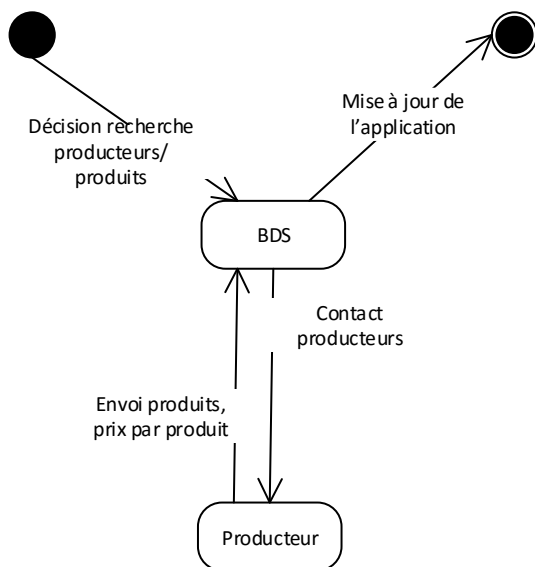 Décision recherche
producteurs/
produits
Mise à jour de
l'application
BDS
Contact
producteurs
Envoi produits,
prix par produit
Producteur